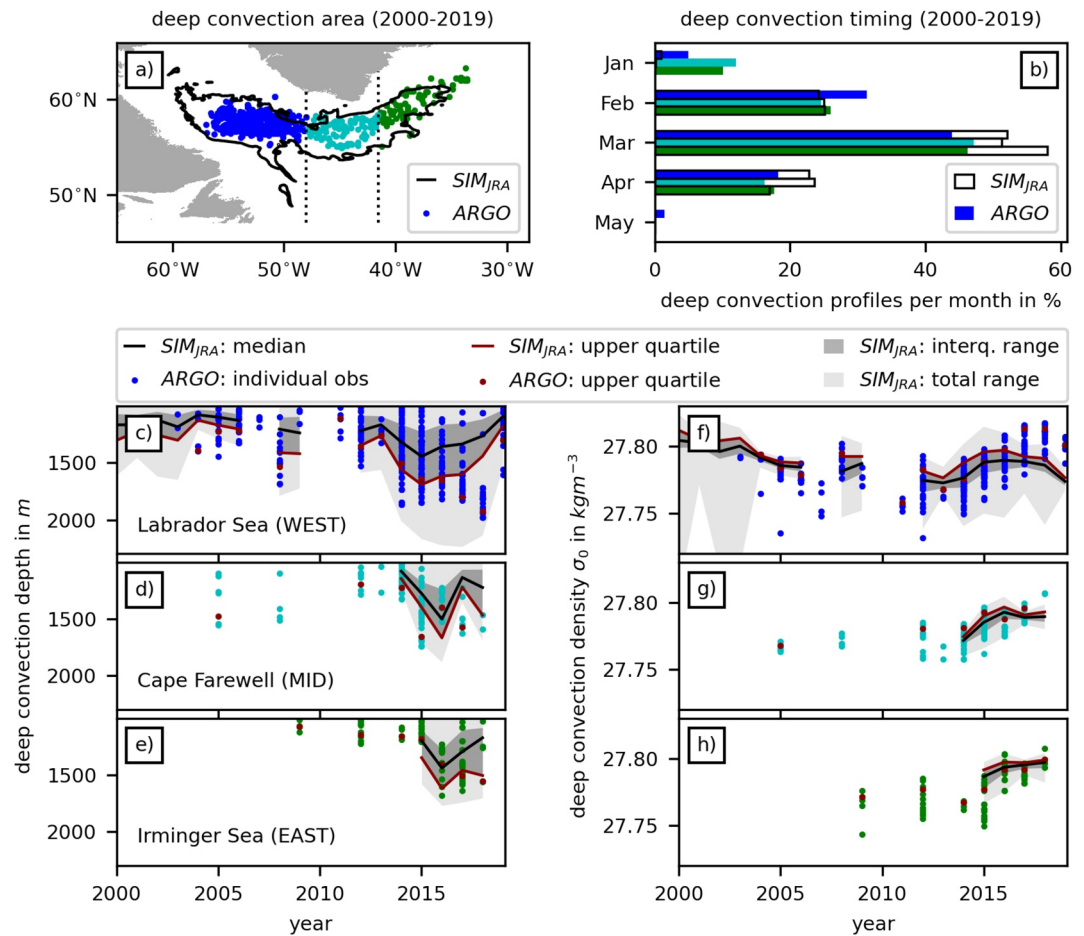 deep convection area (2000-2019)
deep convection timing (2000-2019)
a)
60°N
50°N
60°W 50°W 40°W 30°W
SIM_JRA
ARGO
b)
Jan
Feb
Mar
Apr
May
SIM_JRA
ARGO
0 20 40 60
deep convection profiles per month in %
SIM_JRA: median
SIM_JRA: upper quartile
SIM_JRA: interq. range
ARGO: individual obs
ARGO: upper quartile
SIM_JRA: total range
deep convection depth in m
c)
1500
2000
Labrador Sea (WEST)
d)
1500
2000
Cape Farewell (MID)
e)
1500
2000
Irminger Sea (EAST)
2000 2005 2010 2015
year
deep convection density σ₀ in kgm⁻³
f)
27.80
27.75
g)
27.80
27.75
h)
27.80
27.75
2000 2005 2010 2015
year